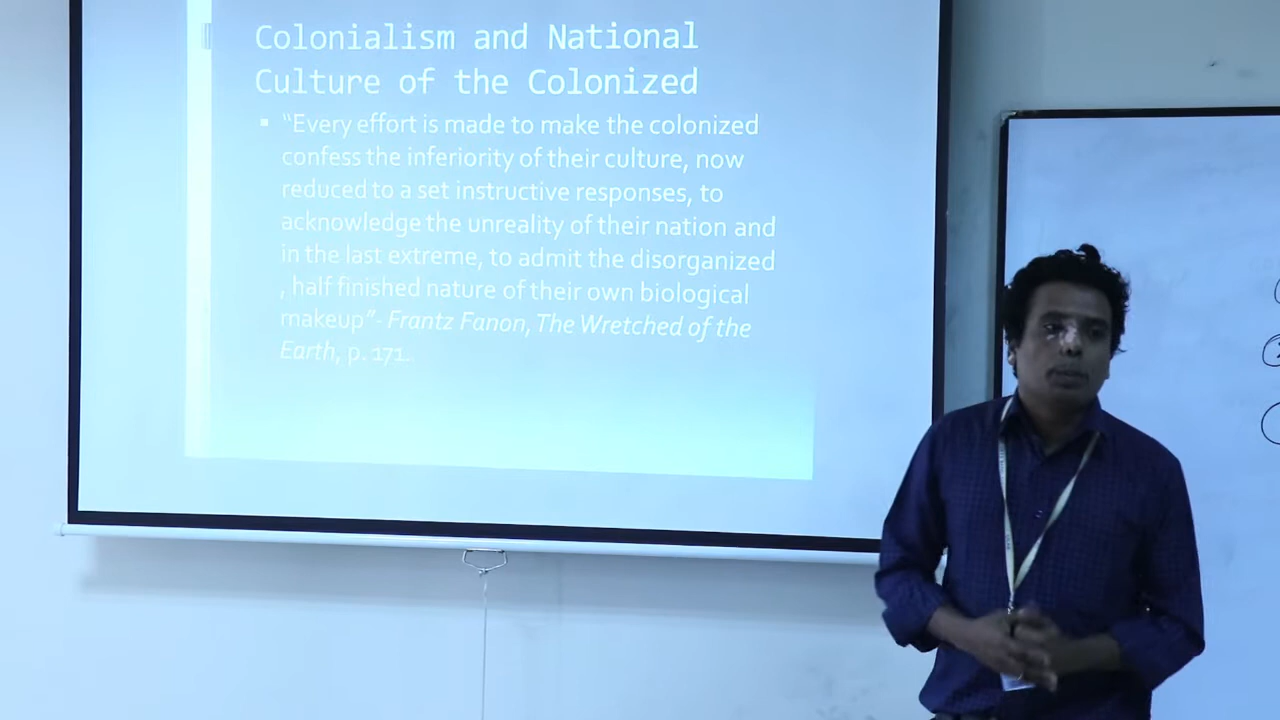 Colonialism and National
Culture of the Colonized
▪ “Every effort is made to make the colonized
confess the inferiority of their culture, now
reduced to a set instructive responses, to
acknowledge the unreality of their nation and
in the last extreme, to admit the disorganized
, half finished nature of their own biological
makeup”- Frantz Fanon, The Wretched of the
Earth, p. 171.